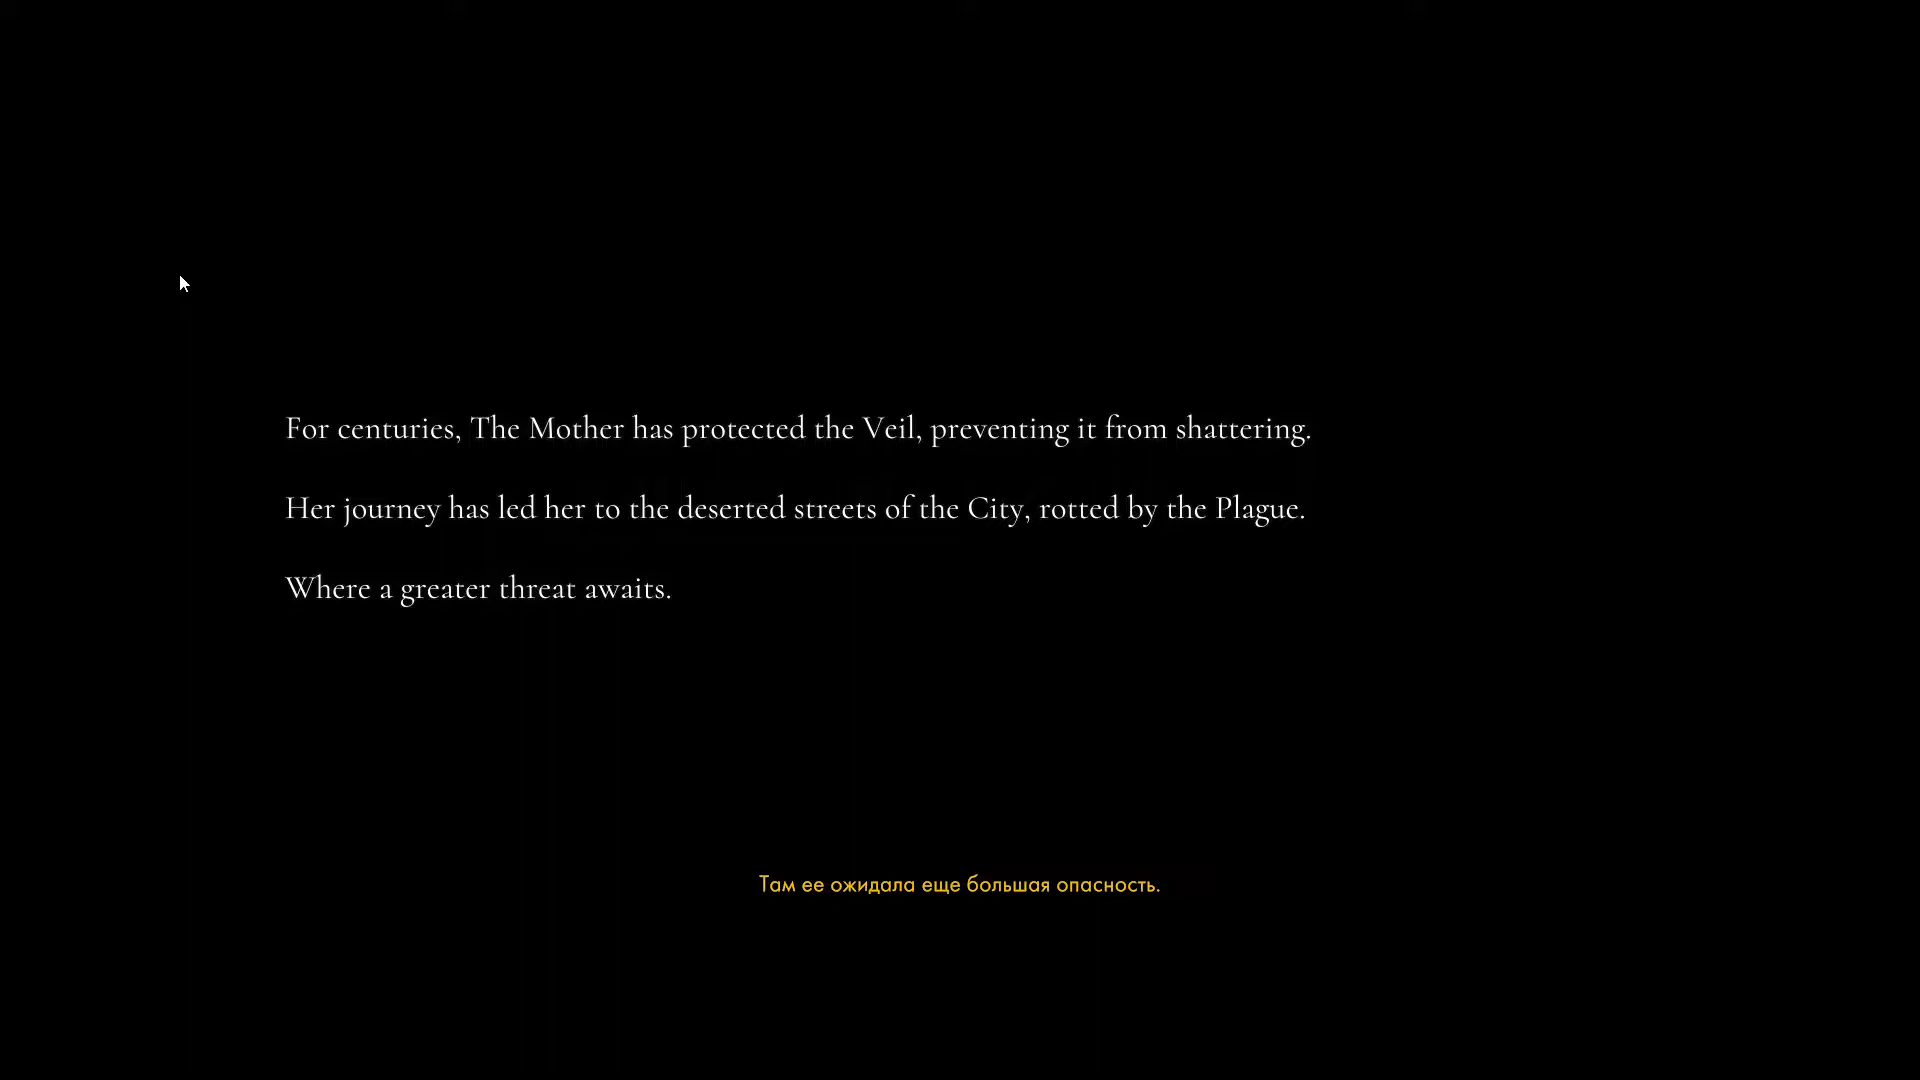 For centuries, The Mother has protected the Veil, preventing it from shattering.
Her journey has led her to the deserted streets of the City, rotted by the Plague.
Where a greater threat awaits.
Там ее ожидала еще большая опасность.